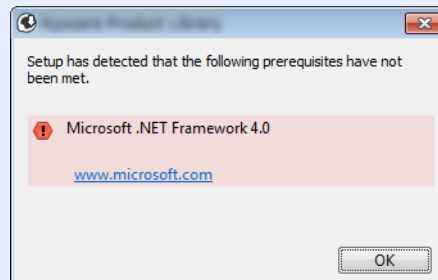 Setup has detected that the following prerequisites have not
been met.
Microsoft .NET Framework 4.0
www.microsoft.com
OK